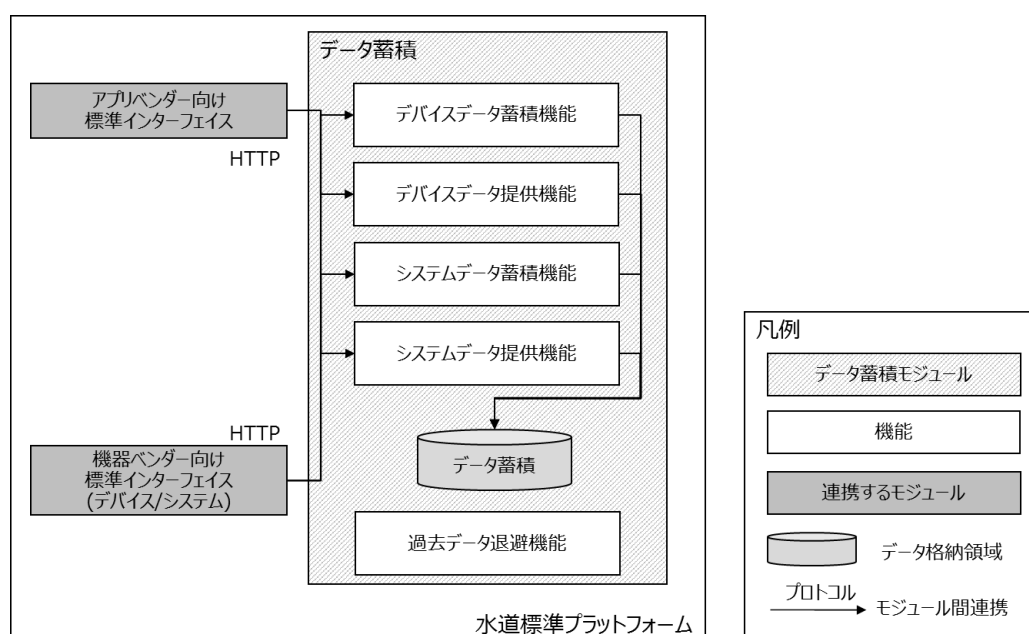 データ蓄積
アプリベンダー向け
標準インターフェイス
HTTP
デバイスデータ蓄積機能
デバイスデータ提供機能
システムデータ蓄積機能
システムデータ提供機能
HTTP
機器ベンダー向け
標準インターフェイス
(デバイス/システム)
データ蓄積
過去データ退避機能
水道標準プラットフォーム
凡例
データ蓄積モジュール
機能
連携するモジュール
データ格納領域
プロトコル
モジュール間連携